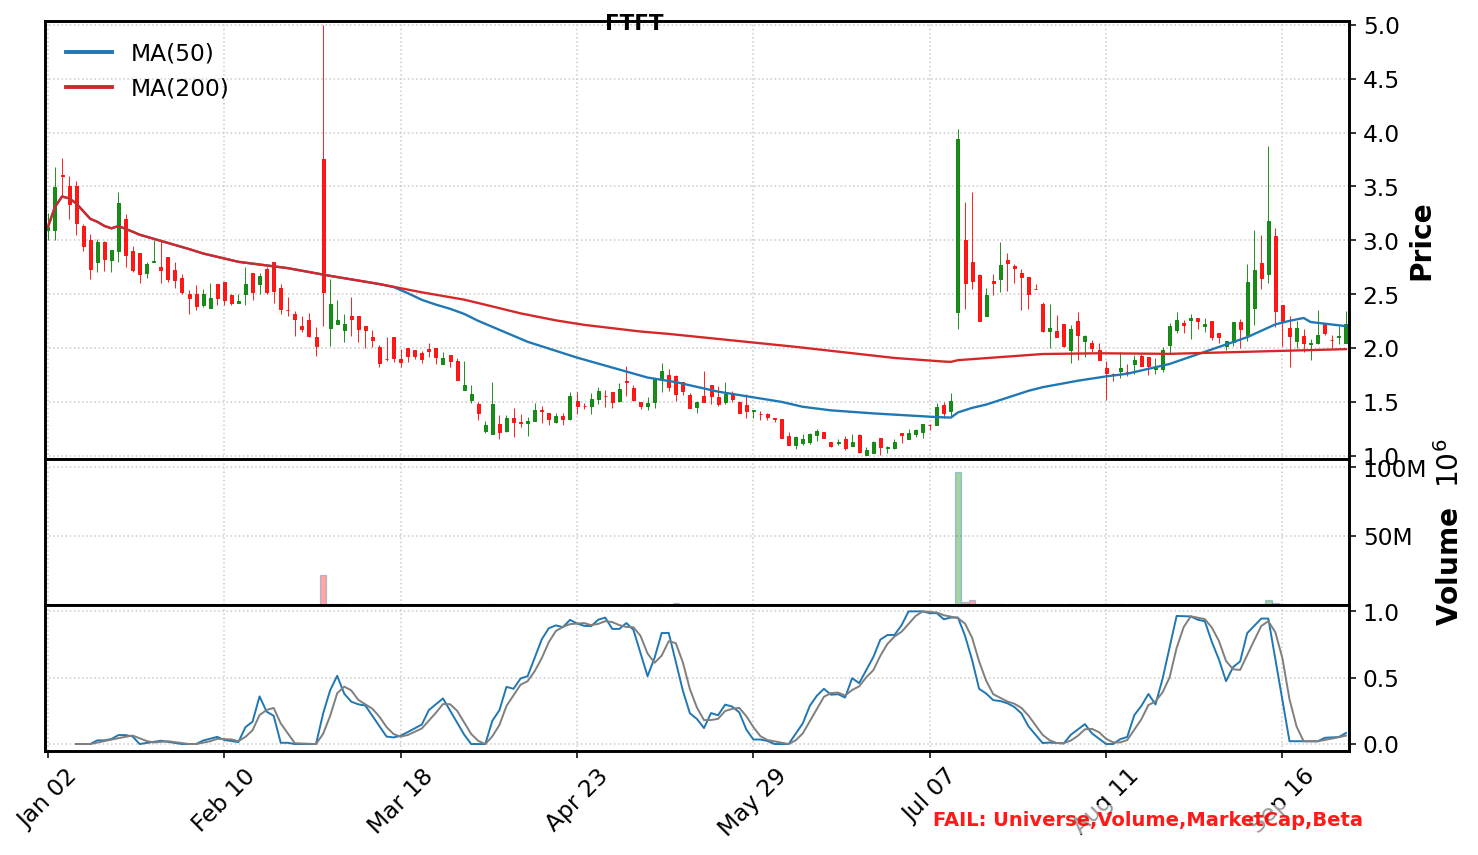 FTFT
MA(50)
MA(200)
5.0
4.5
4.0
3.5
3.0
2.5
2.0
1.5
1.0
Price
100M
50M
Volume 10^6
1.0
0.5
0.0
Jan 02
Feb 10
Mar 18
Apr 23
May 29
Jul 07
Aug 11
Sep 16
FAIL: Universe,Volume,MarketCap,Beta